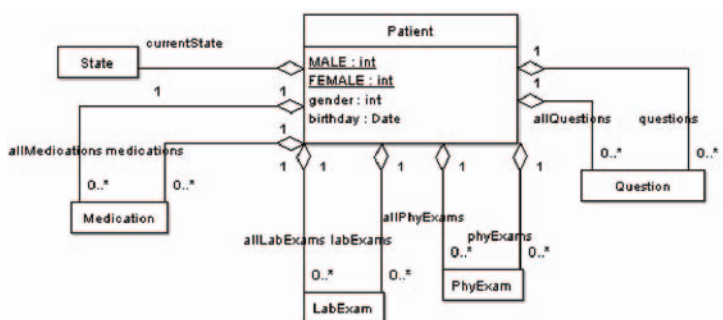 Patient
currentState
1
State
MALE : int
FEMALE : int
1
1
1
gender : int
birthday : Date
allQuestions questions
1
allMedications medications
1 1 1 1 1
0..* 0..*
0..* 0..*
Question
Medication
allPhyExams
allLabExams labExams
phyExams
0..* 0..*
0..* 0..*
PhyExam
LabExam